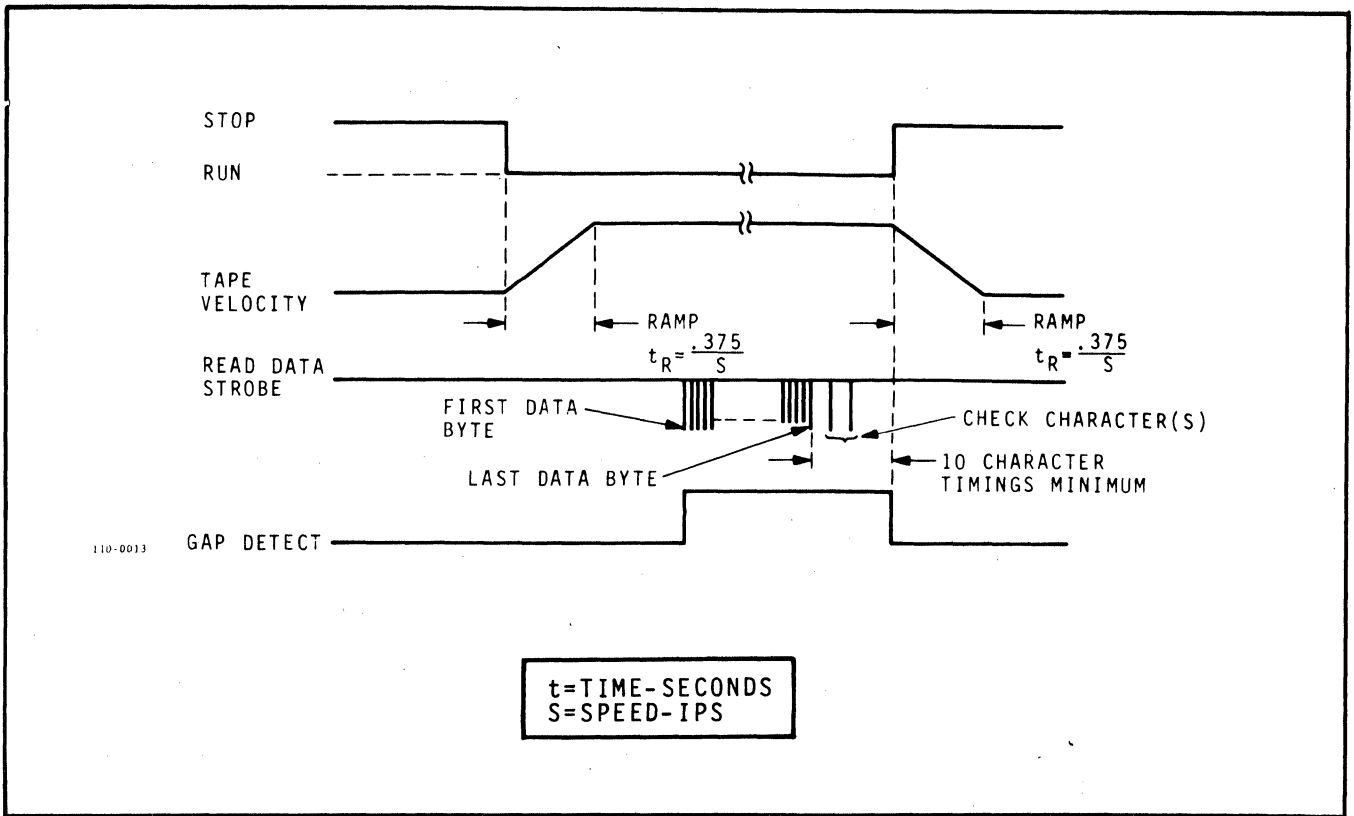 STOP
RUN
TAPE
VELOCITY
RAMP
t_R = .375/S
RAMP
t_R = .375/S
READ DATA
STROBE
FIRST DATA
BYTE
CHECK CHARACTER(S)
LAST DATA BYTE
10 CHARACTER
TIMINGS MINIMUM
110-0013
GAP DETECT
t=TIME-SECONDS
S=SPEED-IPS